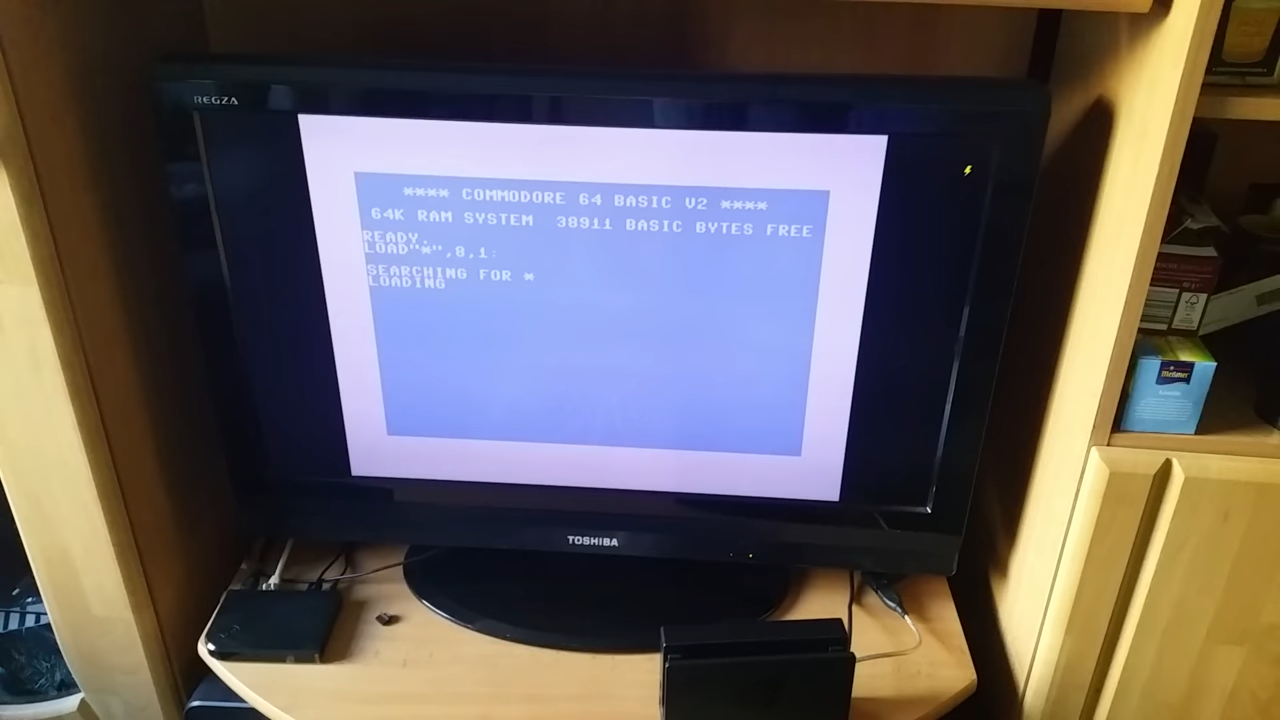 REGZA
**** COMMODORE 64 BASIC V2 ****
64K RAM SYSTEM 38911 BASIC BYTES FREE
READY.
LOAD"*",8,1:
SEARCHING FOR *
LOADING
TOSHIBA
Meßmer